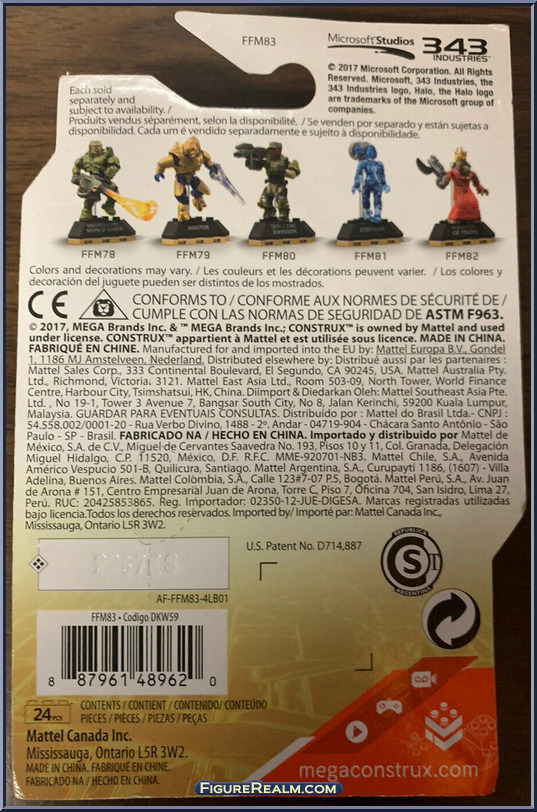 FFM83
Microsoft Studios
343 INDUSTRIES™
© 2017 Microsoft Corporation. All Rights
Reserved. Microsoft, 343 Industries, the
343 Industries logo, Halo, the Halo logo
are trademarks of the Microsoft group of
companies.
Each sold
separately and
subject to availability. /
Produits vendus séparément, selon la disponibilité. / Se venden por separado y están sujetas a
disponibilidad. Cada um é vendido separadamente e sujeito à disponibilidade.
ARBITER
JOHNSON
CORTANA
OF TRUTH
FFM78 FFM79 FFM80 FFM81 FFM82
Colors and decorations may vary. / Les couleurs et les décorations peuvent varier. / Los colores y
decoración del juguete pueden ser distintos de los mostrados.
CE
CONFORMS TO / CONFORME AUX NORMES DE SÉCURITÉ DE /
CUMPLE CON LAS NORMAS DE SEGURIDAD DE ASTM F963.
© 2017, MEGA Brands Inc. & ™ MEGA Brands Inc.; CONSTRUX™ is owned by Mattel and used
under license. CONSTRUX™ appartient à Mattel et est utilisée sous licence. MADE IN CHINA.
FABRIQUÉ EN CHINE. Manufactured for and imported into the EU by: Mattel Europa B.V., Gondel
1, 1186 MJ Amstelveen, Nederland. Distributed elsewhere by: Distribué aussi par les partenaires :
Mattel Sales Corp., 333 Continental Boulevard, El Segundo, CA 90245, USA. Mattel Australia Pty.
Ltd., Richmond, Victoria. 3121. Mattel East Asia Ltd., Room 503-09, North Tower, World Finance
Centre, Harbour City, Tsimshatsui, HK, China. Diimport & Diedarkan Oleh: Mattel Southeast Asia Pte.
Ltd. , No 19-1, Tower 3 Avenue 7, Bangsar South City, No 8, Jalan Kerinchi, 59200 Kuala Lumpur,
Malaysia. GUARDAR PARA EVENTUAIS CONSULTAS. Distribuído por : Mattel do Brasil Ltda.- CNPJ :
54.558.002/0001-20 - Rua Verbo Divino, 1488 - 2º. andar - 04719-904 - Chácara Santo Antônio - São
Paulo - SP - Brasil. FABRICADO NA / HECHO EN CHINA. Importado y distribuido por Mattel de
México, S.A. de C.V., Miguel de Cervantes Saavedra No. 193, Pisos 10 y 11, Col. Granada, Delegación
Miguel Hidalgo, C.P. 11520, México, D.F. R.F.C. MME-920701-NB3. Mattel Chile, S.A., Avenida
Américo Vespucio 501-B, Quilicura, Santiago. Mattel Argentina, S.A., Curupaytí 1186, (1607) - Villa
Adelina, Buenos Aires. Mattel Colombia, S.A., Calle 123#7-07 P.5, Bogotá. Mattel Perú, S.A., Av. Juan
de Arona # 151, Centro Empresarial Juan de Arona, Torre C, Piso 7, Oficina 704, San Isidro, Lima 27,
Perú. RUC: 20425853865. Reg. Importador: 02350-12-JUE-DIGESA. Marcas registradas utilizadas
bajo licencia.Todos los derechos reservados. Imported by / Importé par: Mattel Canada Inc.,
Mississauga, Ontario L5R 3W2.
U.S. Patent No. D714,887
REPÚBLICA
S T
ARGENTINA
AF-FFM83-4LB01
FFM83 • Codigo DKW59
8 87961 48962 0
24 PCS
CONTENTS / CONTENT / CONTENIDO/ CONTEÚDO
PIECES / PIÈCES / PIEZAS / PEÇAS
Mattel Canada Inc.
Mississauga, Ontario L5R 3W2.
MADE IN CHINA. FABRIQUÉ EN CHINE.
FABRICADO NA / HECHO EN CHINA.
megaconstrux.com
FIGUREREALM.COM